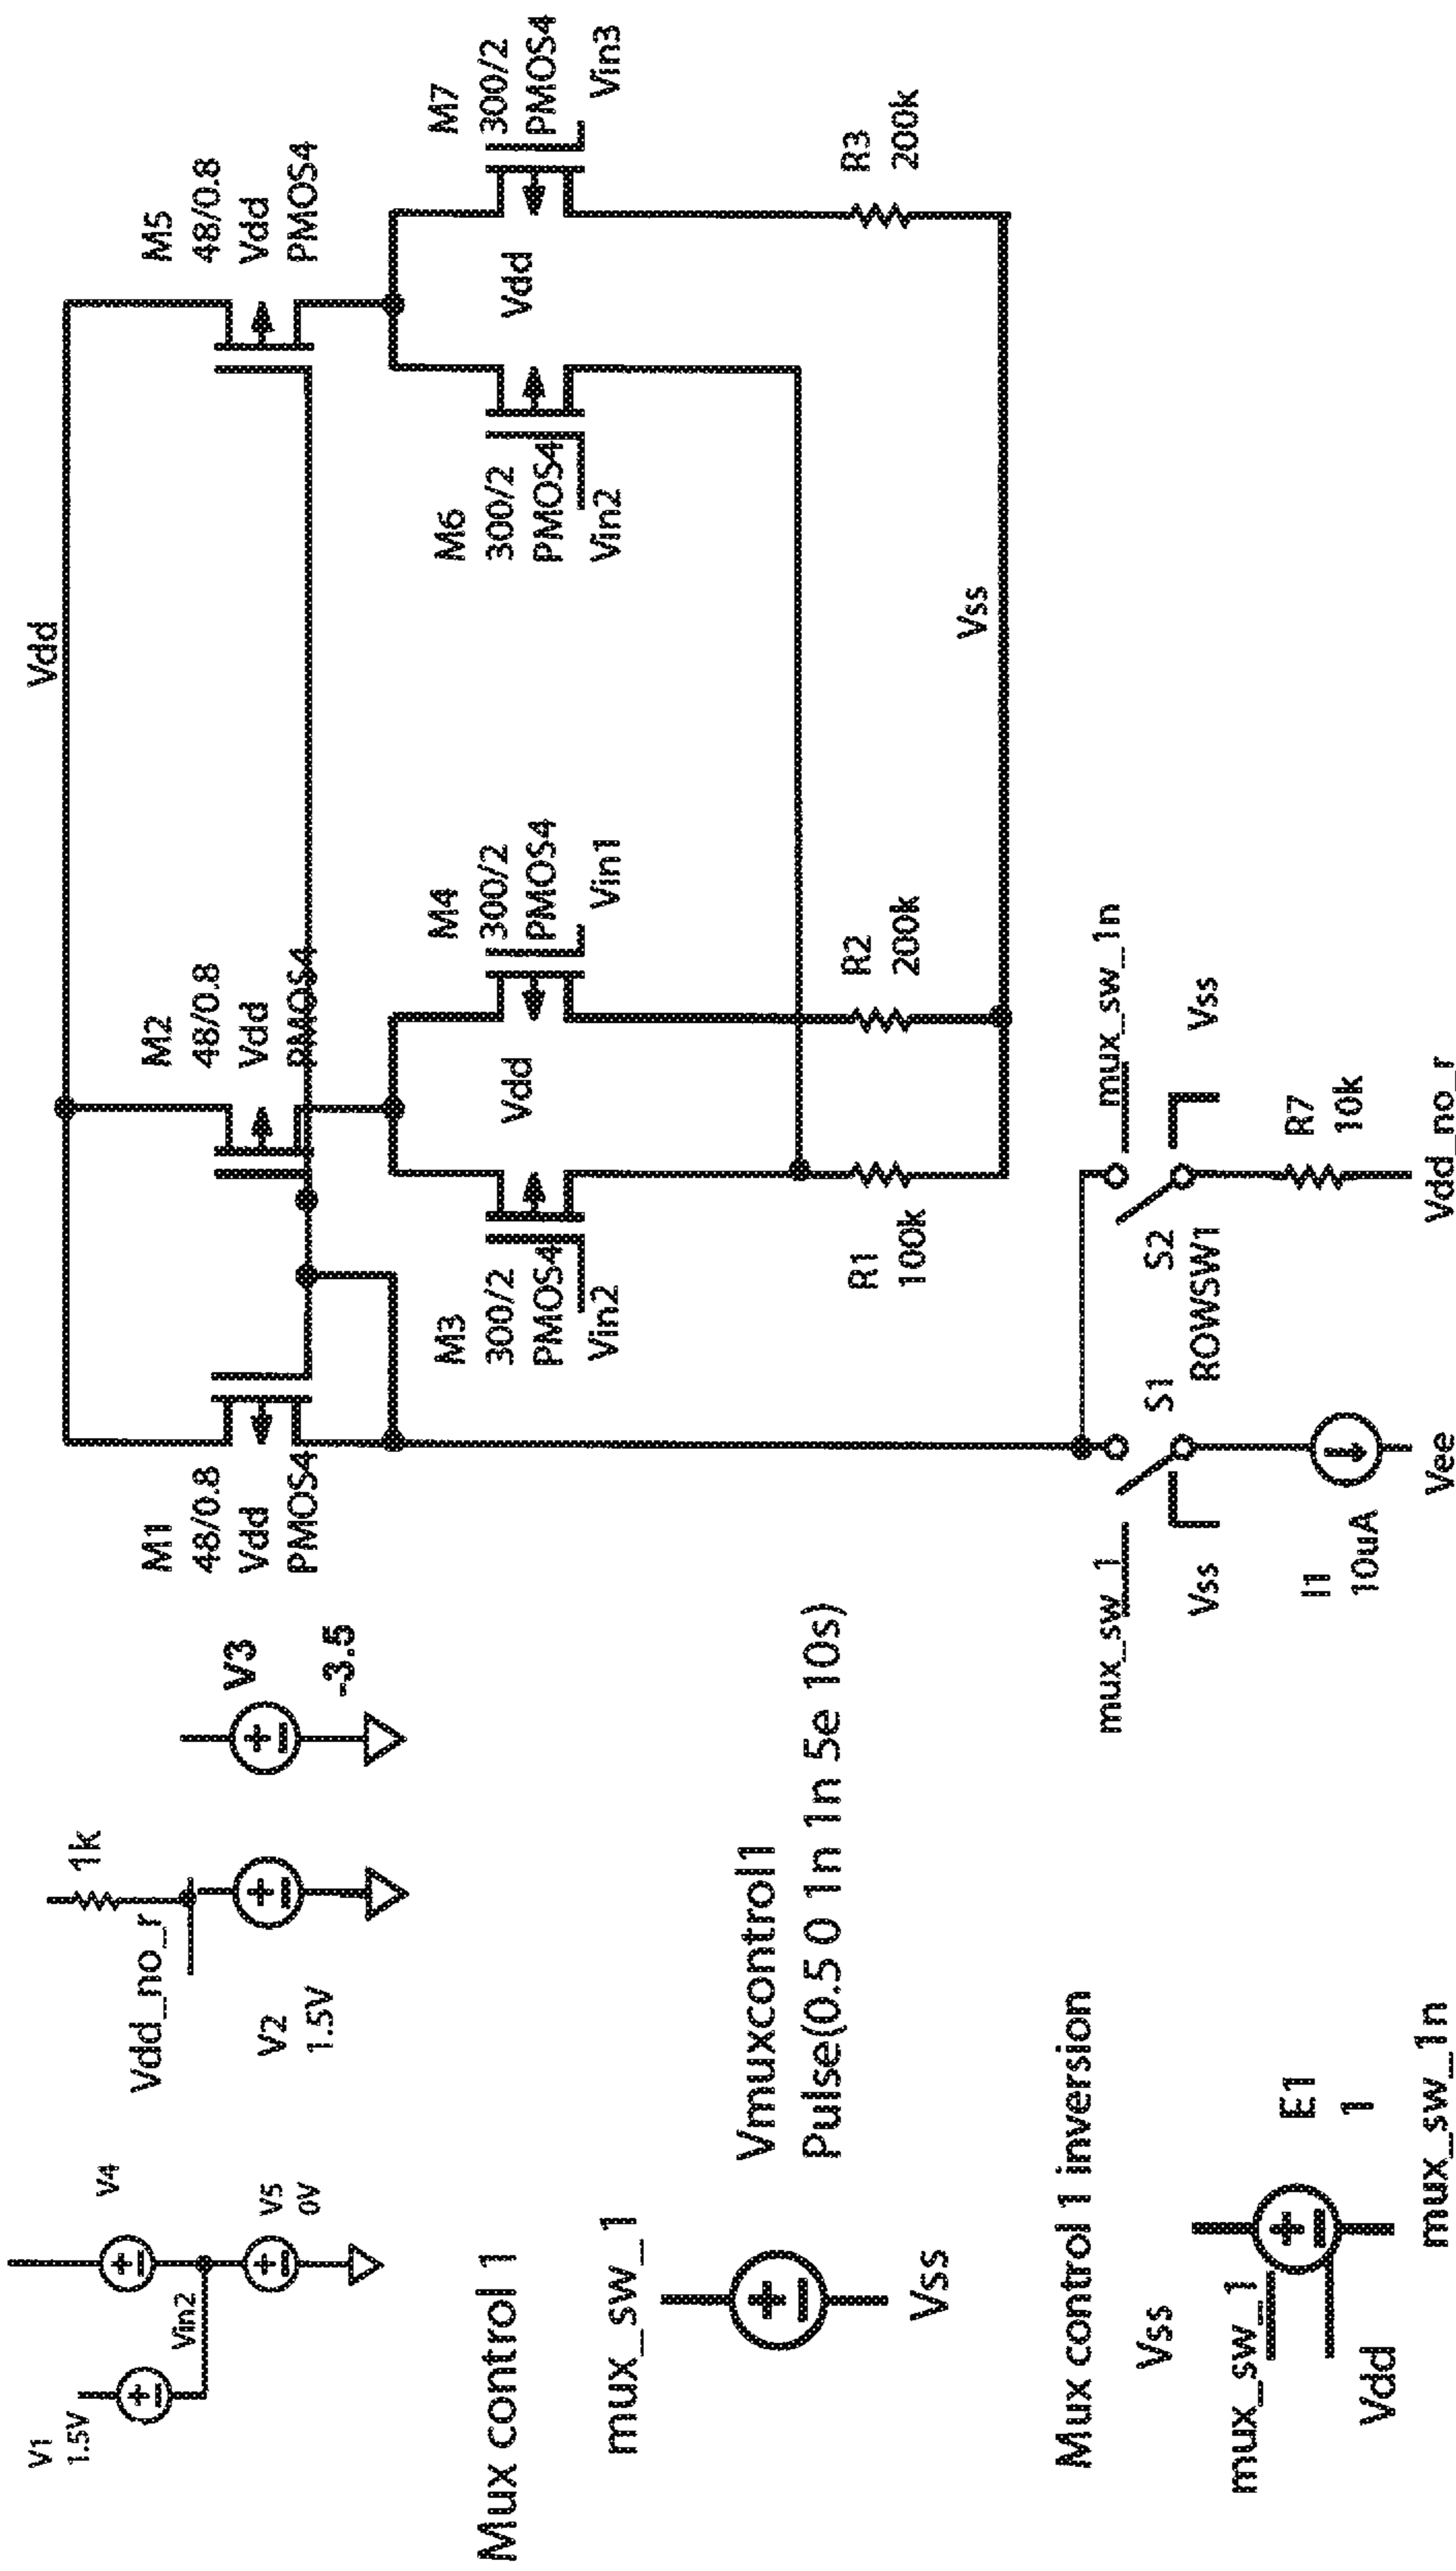 V1
1.5V
V4
Vin2
V5
0V
Vdd_no_r
1k
V2
1.5V
V3
-3.5
Mux control 1
mux_sw_1
Vss
Vmuxcontrol1
Pulse(0.5 0 1n 1n 5e 10s)
Mux control 1 inversion
Vss
mux_sw_1
Vdd
E1
1
mux_sw_1n
Vdd
M1
48/0.8
Vdd
PMOS4
M2
48/0.8
Vdd
PMOS4
M5
48/0.8
Vdd
PMOS4
M3
300/2
PMOS4
Vin2
Vdd
M4
300/2
PMOS4
Vin1
M6
300/2
PMOS4
Vin2
Vdd
M7
300/2
PMOS4
Vin3
R1
100k
R2
200k
R3
200k
Vss
mux_sw_1
Vss
S1
I1
10uA
Vee
mux_sw_1n
Vss
S2
ROWSW1
R7
10k
Vdd_no_r